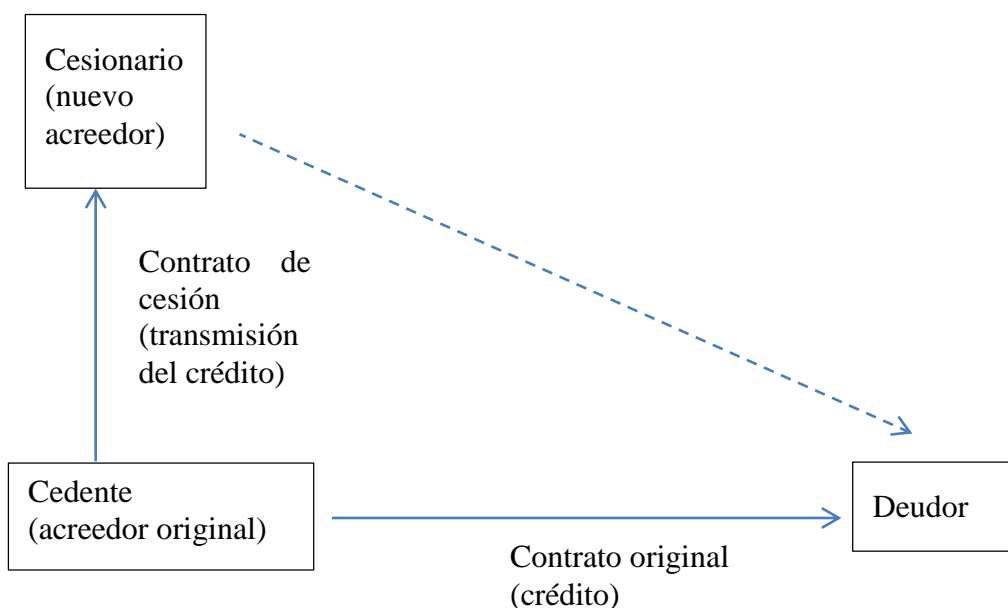 Cesionario
(nuevo
acreedor)
Contrato de
cesión
(transmisión
del crédito)
Cedente
(acreedor original)
Deudor
Contrato original
(crédito)